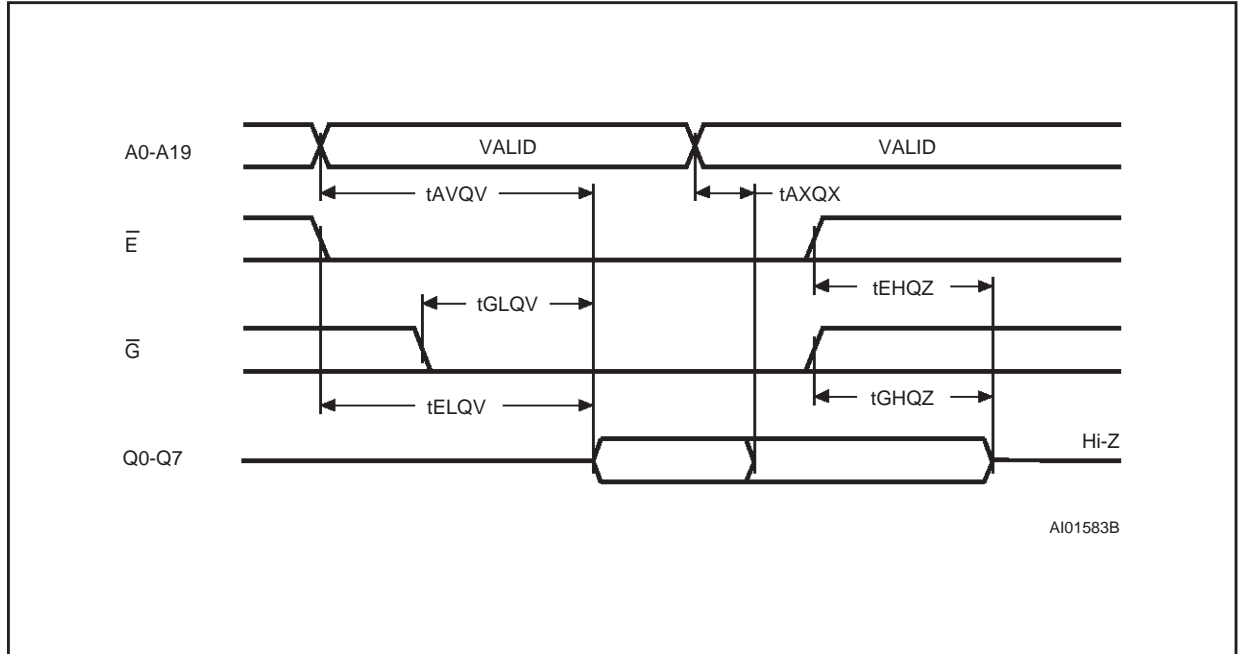 A0-A19 VALID VALID
tAVQV tAXQX
E̅
tEHQZ
tGLQV
G̅
tGHQZ
tELQV
Hi-Z
Q0-Q7
AI01583B